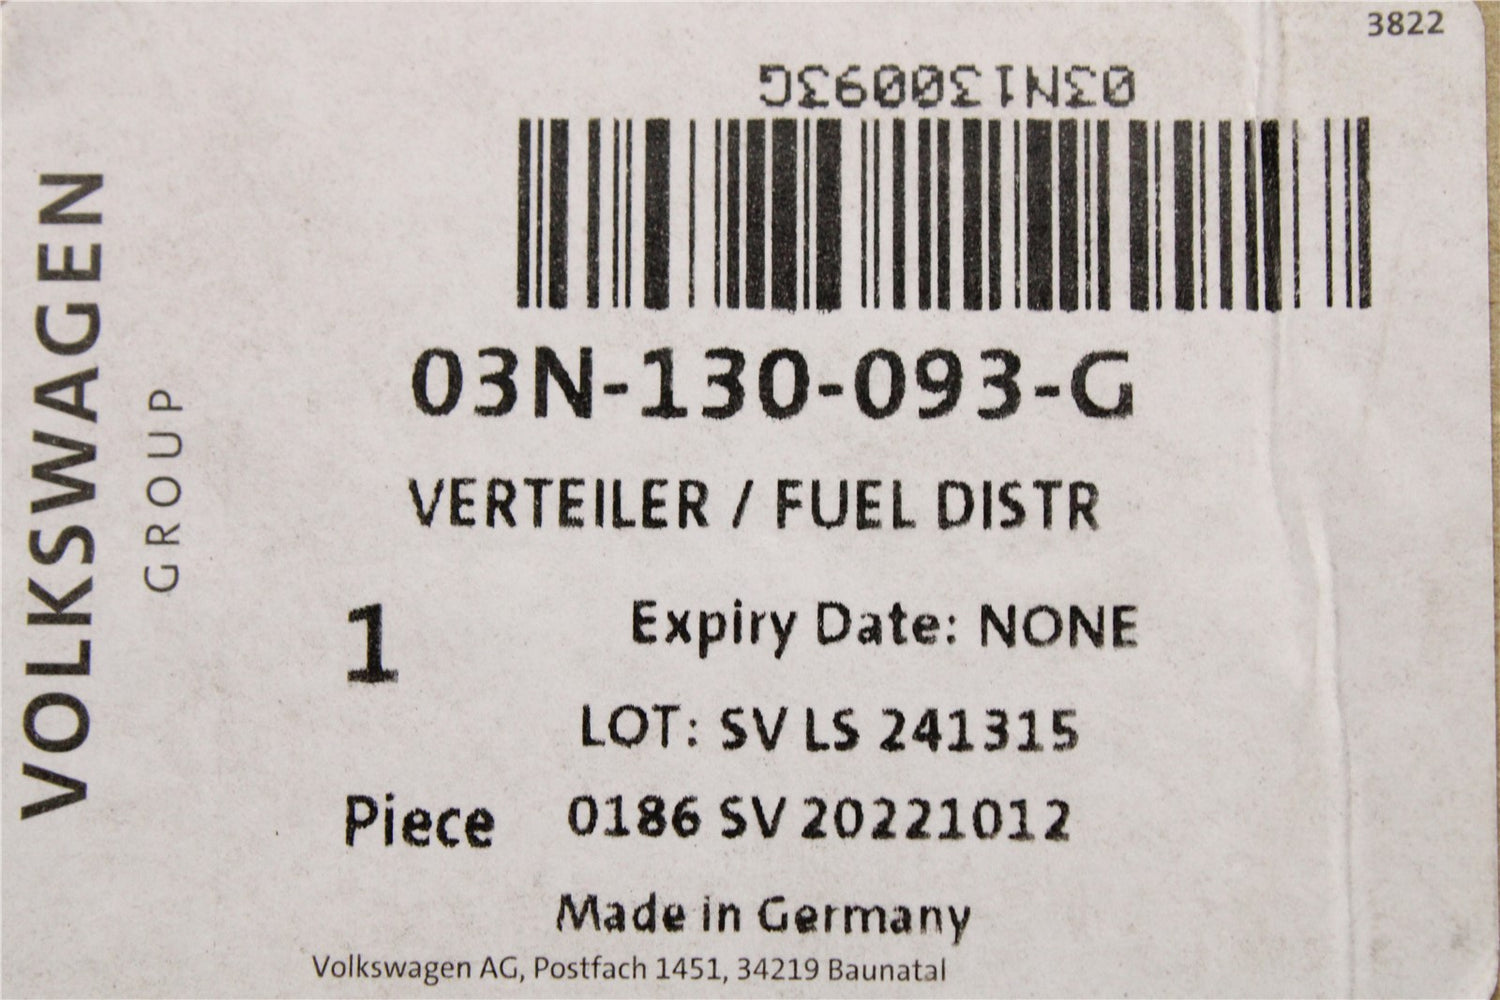 3822
03N130093G
VOLKSWAGEN
GROUP
03N-130-093-G
VERTEILER / FUEL DISTR
1 Expiry Date: NONE
LOT: SV LS 241315
Piece 0186 SV 20221012
Made in Germany
Volkswagen AG, Postfach 1451, 34219 Baunatal